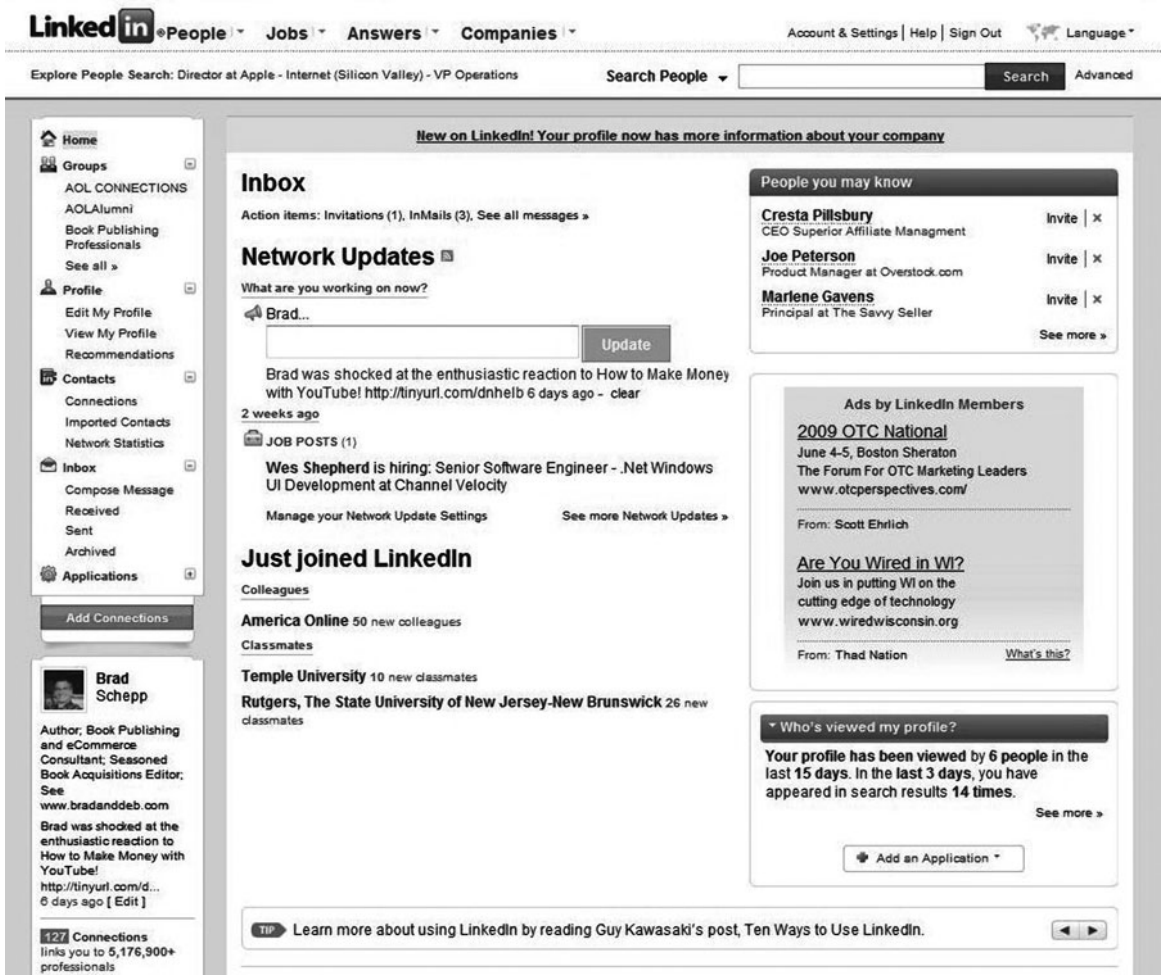 Linked in People Jobs Answers Companies Account & Settings | Help | Sign Out Language
Explore People Search: Director at Apple - Internet (Silicon Valley) - VP Operations Search People Search Advanced
Home
Groups
AOL CONNECTIONS
AOLAlumni
Book Publishing
Professionals
See all »
Profile
Edit My Profile
View My Profile
Recommendations
Contacts
Connections
Imported Contacts
Network Statistics
Inbox
Compose Message
Received
Sent
Archived
Applications
Add Connections
Brad
Schepp
Author; Book Publishing
and eCommerce
Consultant; Seasoned
Book Acquisitions Editor;
See
www.bradanddeb.com
Brad was shocked at the
enthusiastic reaction to
How to Make Money with
YouTube!
http://tinyurl.com/d...
6 days ago [ Edit ]
127 Connections
links you to 5,176,900+
professionals
New on LinkedIn! Your profile now has more information about your company
Inbox
Action items: Invitations (1), InMails (3), See all messages »
Network Updates
What are you working on now?
Brad...
Update
Brad was shocked at the enthusiastic reaction to How to Make Money
with YouTube! http://tinyurl.com/dnhelb 6 days ago - clear
2 weeks ago
JOB POSTS (1)
Wes Shepherd is hiring: Senior Software Engineer - .Net Windows
UI Development at Channel Velocity
Manage your Network Update Settings See more Network Updates »
Just joined LinkedIn
Colleagues
America Online 50 new colleagues
Classmates
Temple University 10 new classmates
Rutgers, The State University of New Jersey-New Brunswick 26 new
classmates
People you may know
Cresta Pillsbury Invite | ×
CEO Superior Affiliate Managment
Joe Peterson Invite | ×
Product Manager at Overstock.com
Marlene Gavens Invite | ×
Principal at The Savvy Seller
See more »
Ads by LinkedIn Members
2009 OTC National
June 4-5, Boston Sheraton
The Forum For OTC Marketing Leaders
www.otcperspectives.com/
From: Scott Ehrlich
Are You Wired in WI?
Join us in putting WI on the
cutting edge of technology
www.wiredwisconsin.org
From: Thad Nation What's this?
Who's viewed my profile?
Your profile has been viewed by 6 people in the
last 15 days. In the last 3 days, you have
appeared in search results 14 times.
See more »
Add an Application
TIP Learn more about using LinkedIn by reading Guy Kawasaki's post, Ten Ways to Use LinkedIn.